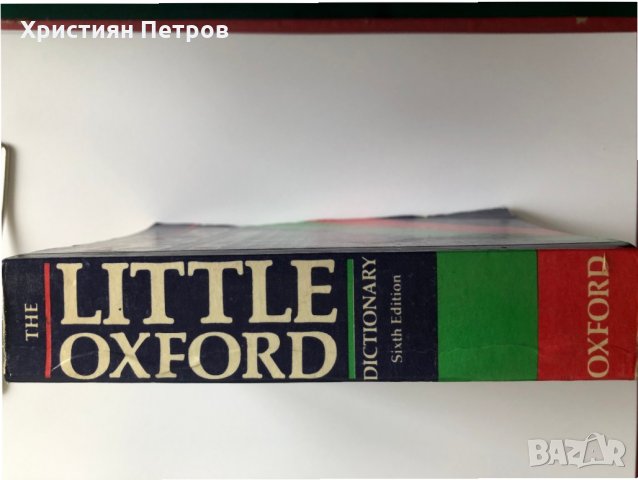 Християн Петров
THE
LITTLE
OXFORD
DICTIONARY
Sixth Edition
OXFORD
BAZAR